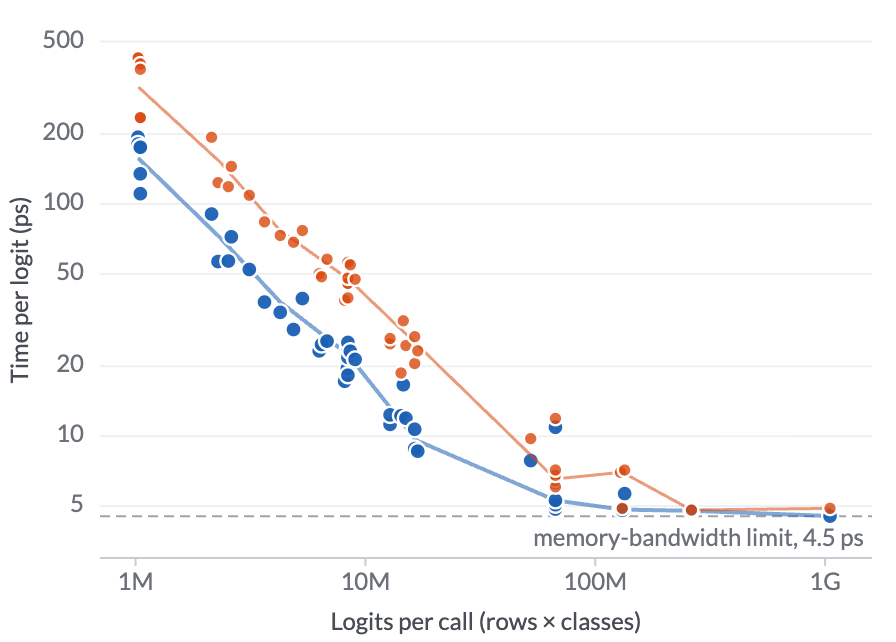 500
200
100
50
20
10
5
Time per logit (ps)
memory-bandwidth limit, 4.5 ps
1M
10M
100M
1G
Logits per call (rows × classes)